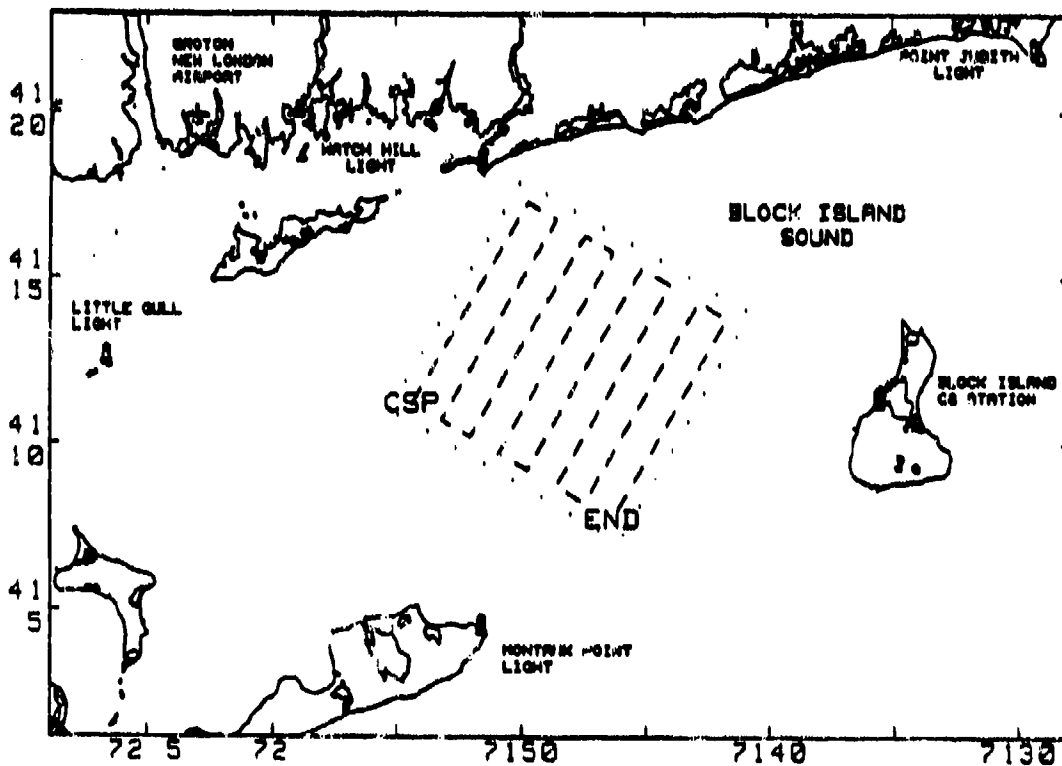 GROTON
NEW LONDON
AIRPORT
POINT JUDITH
LIGHT
41
20
WATCH HILL
LIGHT
BLOCK ISLAND
SOUND
41
15
LITTLE GULL
LIGHT
BLOCK ISLAND
CG STATION
CSP
41
10
END
41
5
MONTAUK POINT
LIGHT
72 5
72
7150
7140
7130